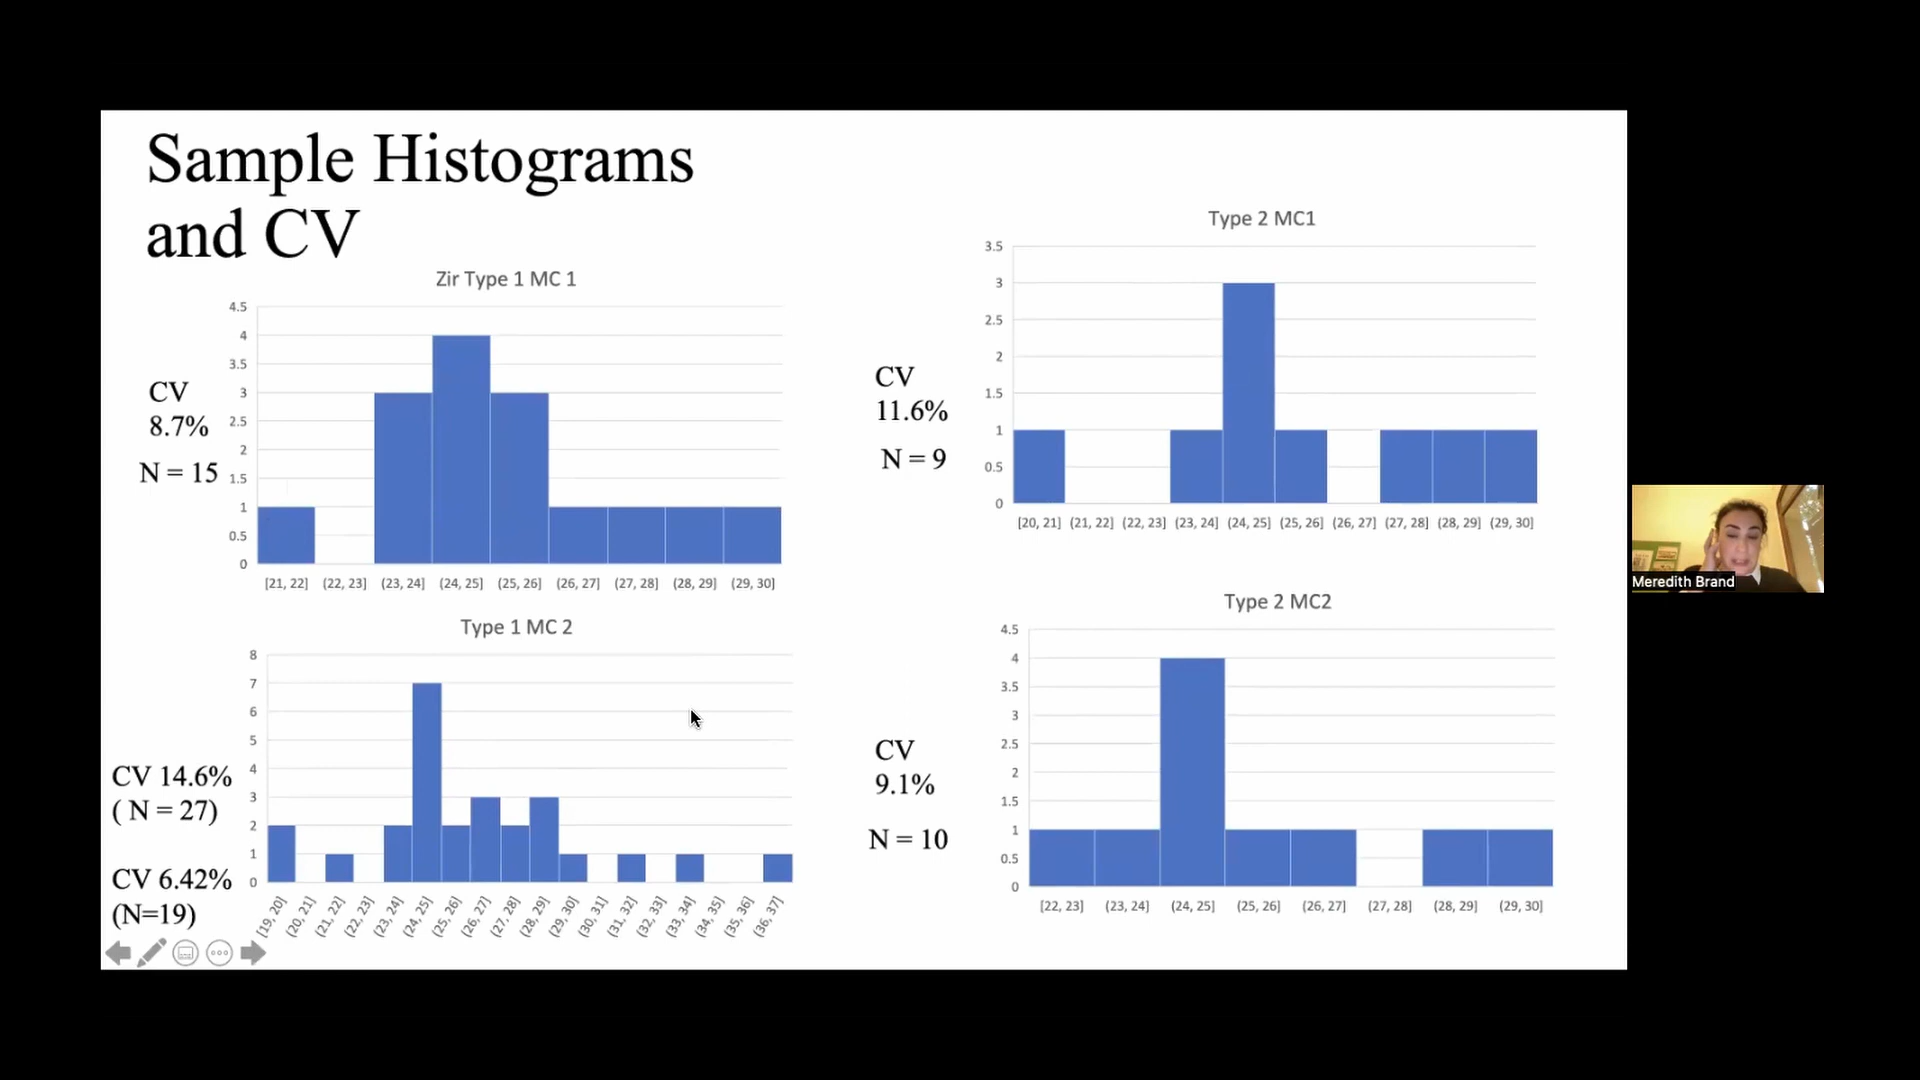 Sample Histograms
and CV
Zir Type 1 MC 1
4.5
4
3.5
3
2.5
2
1.5
1
0.5
0
[21, 22] (22, 23] (23, 24] (24, 25] (25, 26] (26, 27] (27, 28] (28, 29] (29, 30]
CV
8.7%
N = 15
Type 1 MC 2
8
7
6
5
4
3
2
1
0
[19, 20] (20, 21] (21, 22] (22, 23] (23, 24] (24, 25] (25, 26] (26, 27] (27, 28] (28, 29] (29, 30] (30, 31] (31, 32] (32, 33] (33, 34] (34, 35] (35, 36] (36, 37]
CV 14.6%
( N = 27)
CV 6.42%
(N=19)
Type 2 MC1
3.5
3
2.5
2
1.5
1
0.5
0
[20, 21] (21, 22] (22, 23] (23, 24] (24, 25] (25, 26] (26, 27] (27, 28] (28, 29] (29, 30]
CV
11.6%
N = 9
Type 2 MC2
4.5
4
3.5
3
2.5
2
1.5
1
0.5
0
[22, 23] (23, 24] (24, 25] (25, 26] (26, 27] (27, 28] (28, 29] (29, 30]
CV
9.1%
N = 10
Meredith Brand